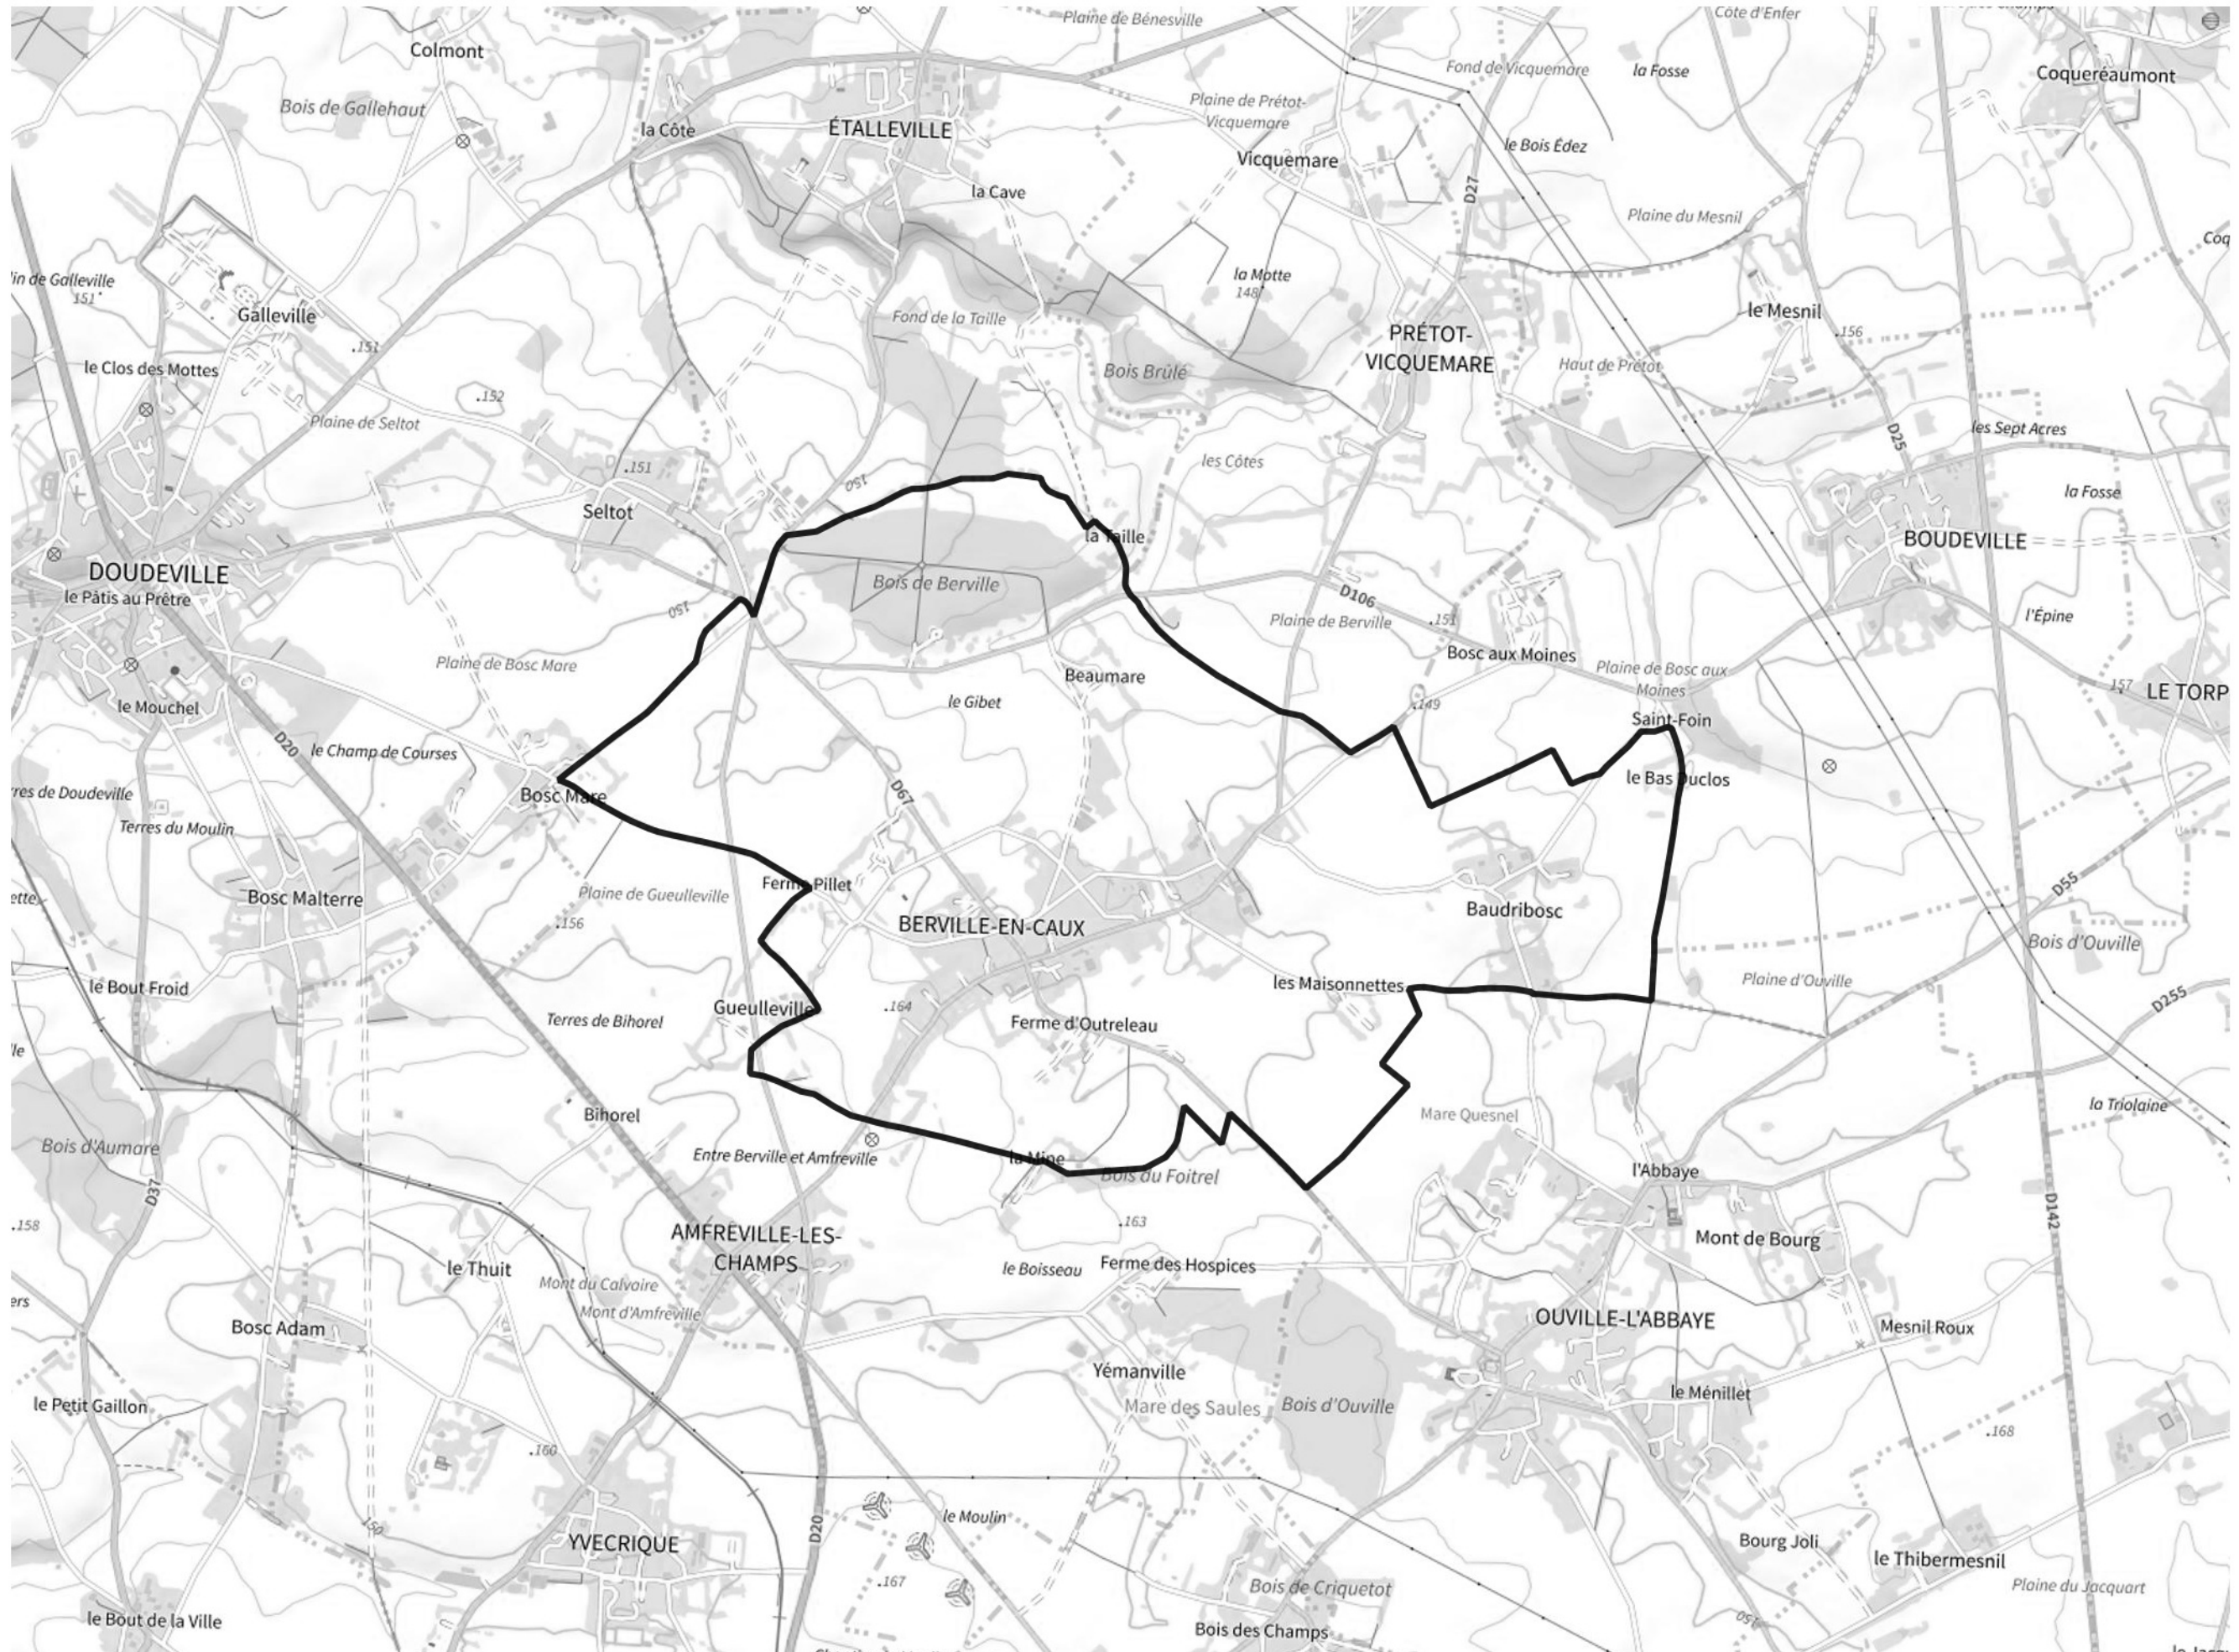 Plaine de Bénesville
Côte d'Enfer
Colmont
Fond de Vicquemare
la Fosse
Coqueréaumont
Bois de Gallehaut
Plaine de Prétot-
Vicquemare
la Côte
ÉTALLEVILLE
le Bois Édez
Vicquemare
la Cave
D27
Plaine du Mesnil
Coq
in de Galleville
151
la Motte
148
Galleville
Fond de la Taille
le Mesnil
PRÉTOT-
VICQUEMARE
156
151
le Clos des Mottes
Bois Brûlé
Haut de Prétot
152
Plaine de Seltot
D25
les Sept Acres
151
les Côtes
150
la Fosse
Seltot
la Taille
BOUDEVILLE
DOUDEVILLE
Bois de Berville
le Pâtis au Prêtre
150
D106
Plaine de Berville
151
l'Épine
Bosc aux Moines
Plaine de Bosc Mare
Plaine de Bosc aux
Moines
Beaumare
157
LE TORP
le Mouchel
le Gibet
149
Saint-Foin
D20
le Champ de Courses
le Bas Duclos
res de Doudeville
Bosc Mare
D67
Terres du Moulin
Ferme Pillet
D55
Plaine de Gueulleville
Bosc Malterre
ette
156
Baudribosc
BERVILLE-EN-CAUX
Bois d'Ouville
le Bout Froid
les Maisonnettes
Plaine d'Ouville
D255
Gueulleville
164
Terres de Bihorel
Ferme d'Outreleau
le
Bihorel
Mare Quesnel
la Triolaine
Bois d'Aumare
Entre Berville et Amfreville
la Mine
Bois du Foitrel
l'Abbaye
D37
158
163
D142
AMFREVILLE-LES-
CHAMPS
Mont de Bourg
le Thuit
le Boisseau
Ferme des Hospices
Mont du Calvaire
ers
Mont d'Amfreville
OUVILLE-L'ABBAYE
Bosc Adam
Mesnil Roux
Yémanville
le Ménillet
le Petit Gaillon
Mare des Saules
Bois d'Ouville
168
160
le Moulin
150
D20
YVECRIQUE
Bourg Joli
le Thibermesnil
167
Bois de Criquetot
Plaine du Jacquart
le Bout de la Ville
150
Bois des Champs